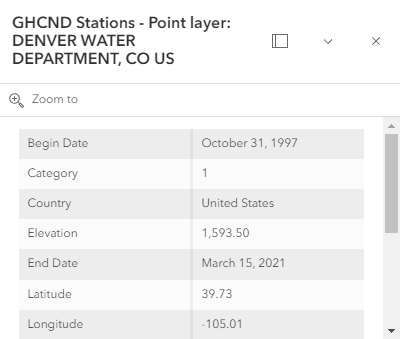 GHCND Stations - Point layer:
DENVER WATER
DEPARTMENT, CO US
Zoom to
Begin Date October 31, 1997
Category 1
Country United States
Elevation 1,593.50
End Date March 15, 2021
Latitude 39.73
Longitude -105.01